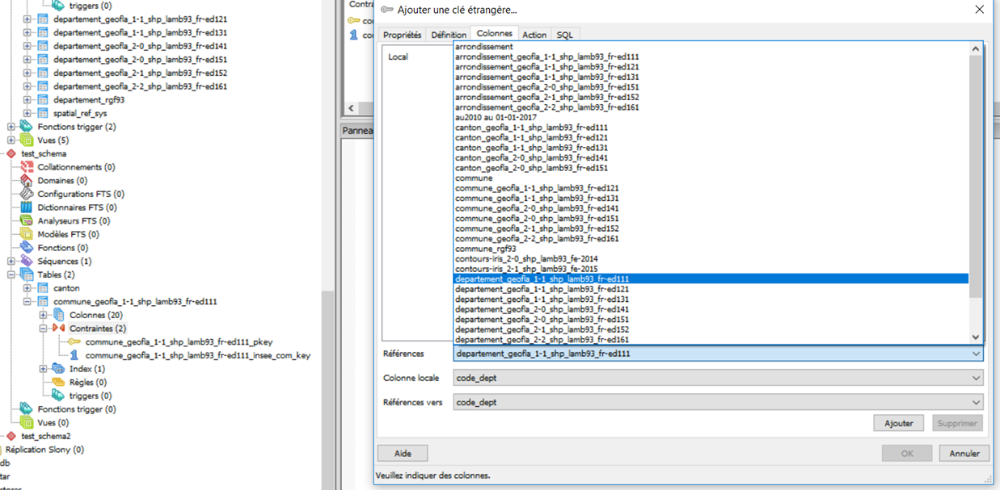 triggers (0)
departement_geofla_1-1_shp_lamb93_fr-ed121
departement_geofla_1-1_shp_lamb93_fr-ed131
departement_geofla_2-0_shp_lamb93_fr-ed141
departement_geofla_2-0_shp_lamb93_fr-ed151
departement_geofla_2-1_shp_lamb93_fr-ed152
departement_geofla_2-2_shp_lamb93_fr-ed161
departement_rgf93
spatial_ref_sys
Fonctions trigger (2)
Vues (5)
test_schema
Collationnements (0)
Domaines (0)
Configurations FTS (0)
Dictionnaires FTS (0)
Analyseurs FTS (0)
Modèles FTS (0)
Fonctions (0)
Séquences (1)
Tables (2)
canton
commune_geofla_1-1_shp_lamb93_fr-ed111
Colonnes (20)
Contraintes (2)
commune_geofla_1-1_shp_lamb93_fr-ed111_pkey
commune_geofla_1-1_shp_lamb93_fr-ed111_insee_com_key
Index (1)
Règles (0)
triggers (0)
Fonctions trigger (0)
Vues (0)
test_schema2
Réplication Slony (0)
db
tar
Contra
co
co
Pannea
Ajouter une clé étrangère...
Propriétés Définition Colonnes Action SQL
Local
arrondissement
arrondissement_geofla_1-1_shp_lamb93_fr-ed111
arrondissement_geofla_1-1_shp_lamb93_fr-ed121
arrondissement_geofla_1-1_shp_lamb93_fr-ed131
arrondissement_geofla_2-0_shp_lamb93_fr-ed151
arrondissement_geofla_2-1_shp_lamb93_fr-ed152
arrondissement_geofla_2-2_shp_lamb93_fr-ed161
au2010 au 01-01-2017
canton_geofla_1-1_shp_lamb93_fr-ed111
canton_geofla_1-1_shp_lamb93_fr-ed121
canton_geofla_1-1_shp_lamb93_fr-ed131
canton_geofla_2-0_shp_lamb93_fr-ed141
canton_geofla_2-0_shp_lamb93_fr-ed151
commune
commune_geofla_1-1_shp_lamb93_fr-ed121
commune_geofla_1-1_shp_lamb93_fr-ed131
commune_geofla_2-0_shp_lamb93_fr-ed141
commune_geofla_2-0_shp_lamb93_fr-ed151
commune_geofla_2-1_shp_lamb93_fr-ed152
commune_geofla_2-2_shp_lamb93_fr-ed161
commune_rgf93
contours-iris_2-0_shp_lamb93_fe-2014
contours-iris_2-1_shp_lamb93_fe-2015
departement_geofla_1-1_shp_lamb93_fr-ed111
departement_geofla_1-1_shp_lamb93_fr-ed121
departement_geofla_1-1_shp_lamb93_fr-ed131
departement_geofla_2-0_shp_lamb93_fr-ed141
departement_geofla_2-0_shp_lamb93_fr-ed151
departement_geofla_2-1_shp_lamb93_fr-ed152
departement_geofla_2-2_shp_lamb93_fr-ed161
Références departement_geofla_1-1_shp_lamb93_fr-ed111
Colonne locale code_dept
Références vers code_dept
Ajouter Supprimer
Aide OK Annuler
Veuillez indiquer des colonnes.